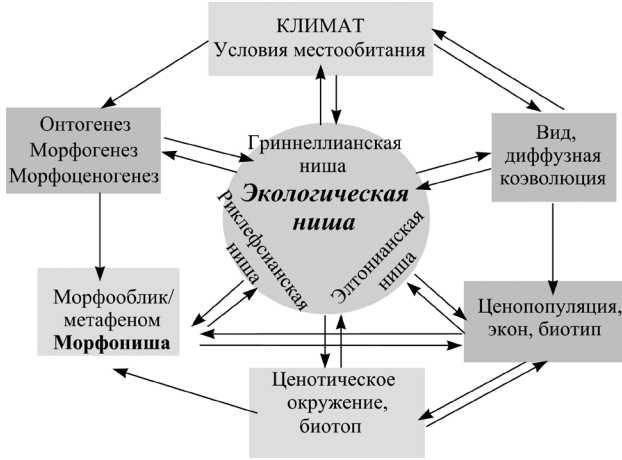 КЛИМАТ
Условия местообитания
Онтогенез
Морфогенез
Морфоценогенез
Гриннеллианская
ниша
Экологическая
ниша
Риклефсианская
ниша
Элтонианская
ниша
Вид,
диффузная
коэволюция
Морфооблик/
метафеном
Морфониша
Ценопопуляция,
экон, биотип
Ценотическое
окружение,
биотоп